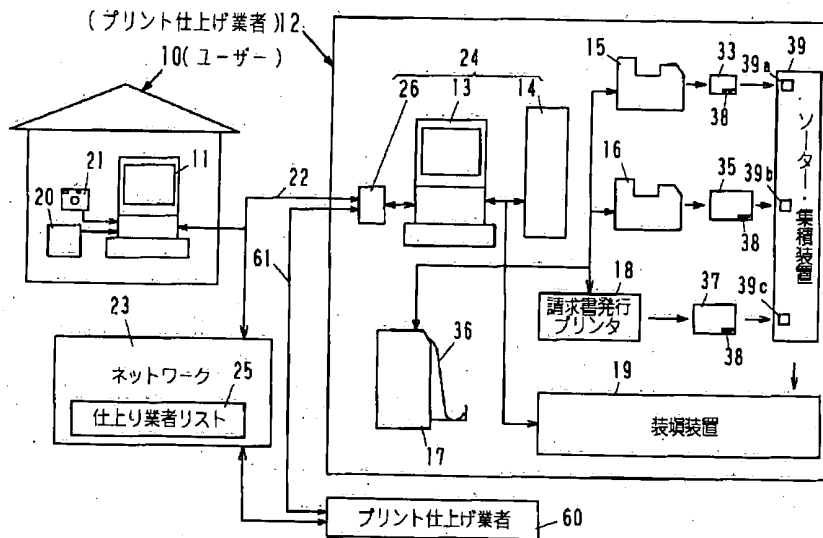 (プリント仕上げ業者)12
10(ユーザー)
24
26
13
14
15
33
39a
39
38
21
11
20
22
16
35
39b
38
ソーター・集積装置
61
18
請求書発行
プリンタ
37
39c
38
23
ネットワーク
25
仕上り業者リスト
36
17
19
装填装置
プリント仕上げ業者
60